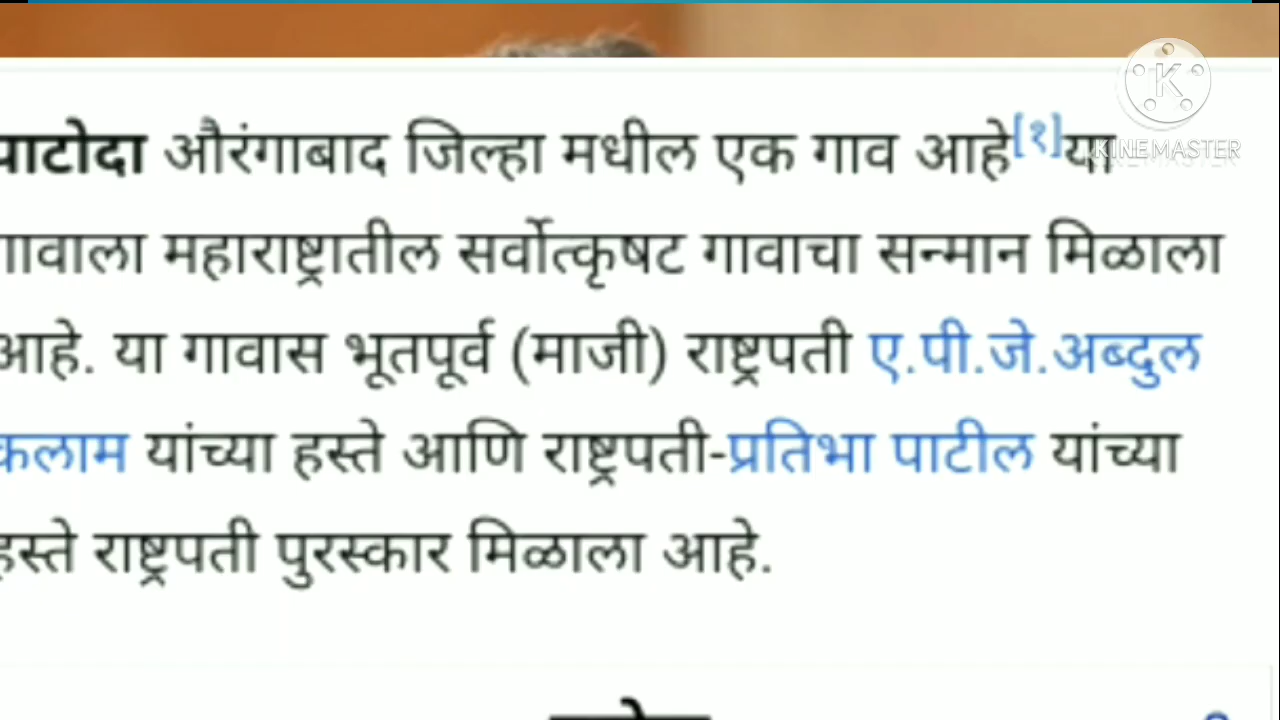 पाटोदा औरंगाबाद जिल्हा मधील एक गाव आहे[१]या
गावाला महाराष्ट्रातील सर्वोत्कृषट गावाचा सन्मान मिळाला
आहे. या गावास भूतपूर्व (माजी) राष्ट्रपती ए.पी.जे.अब्दुल
कलाम यांच्या हस्ते आणि राष्ट्रपती-प्रतिभा पाटील यांच्या
हस्ते राष्ट्रपती पुरस्कार मिळाला आहे.
K
KINEMASTER